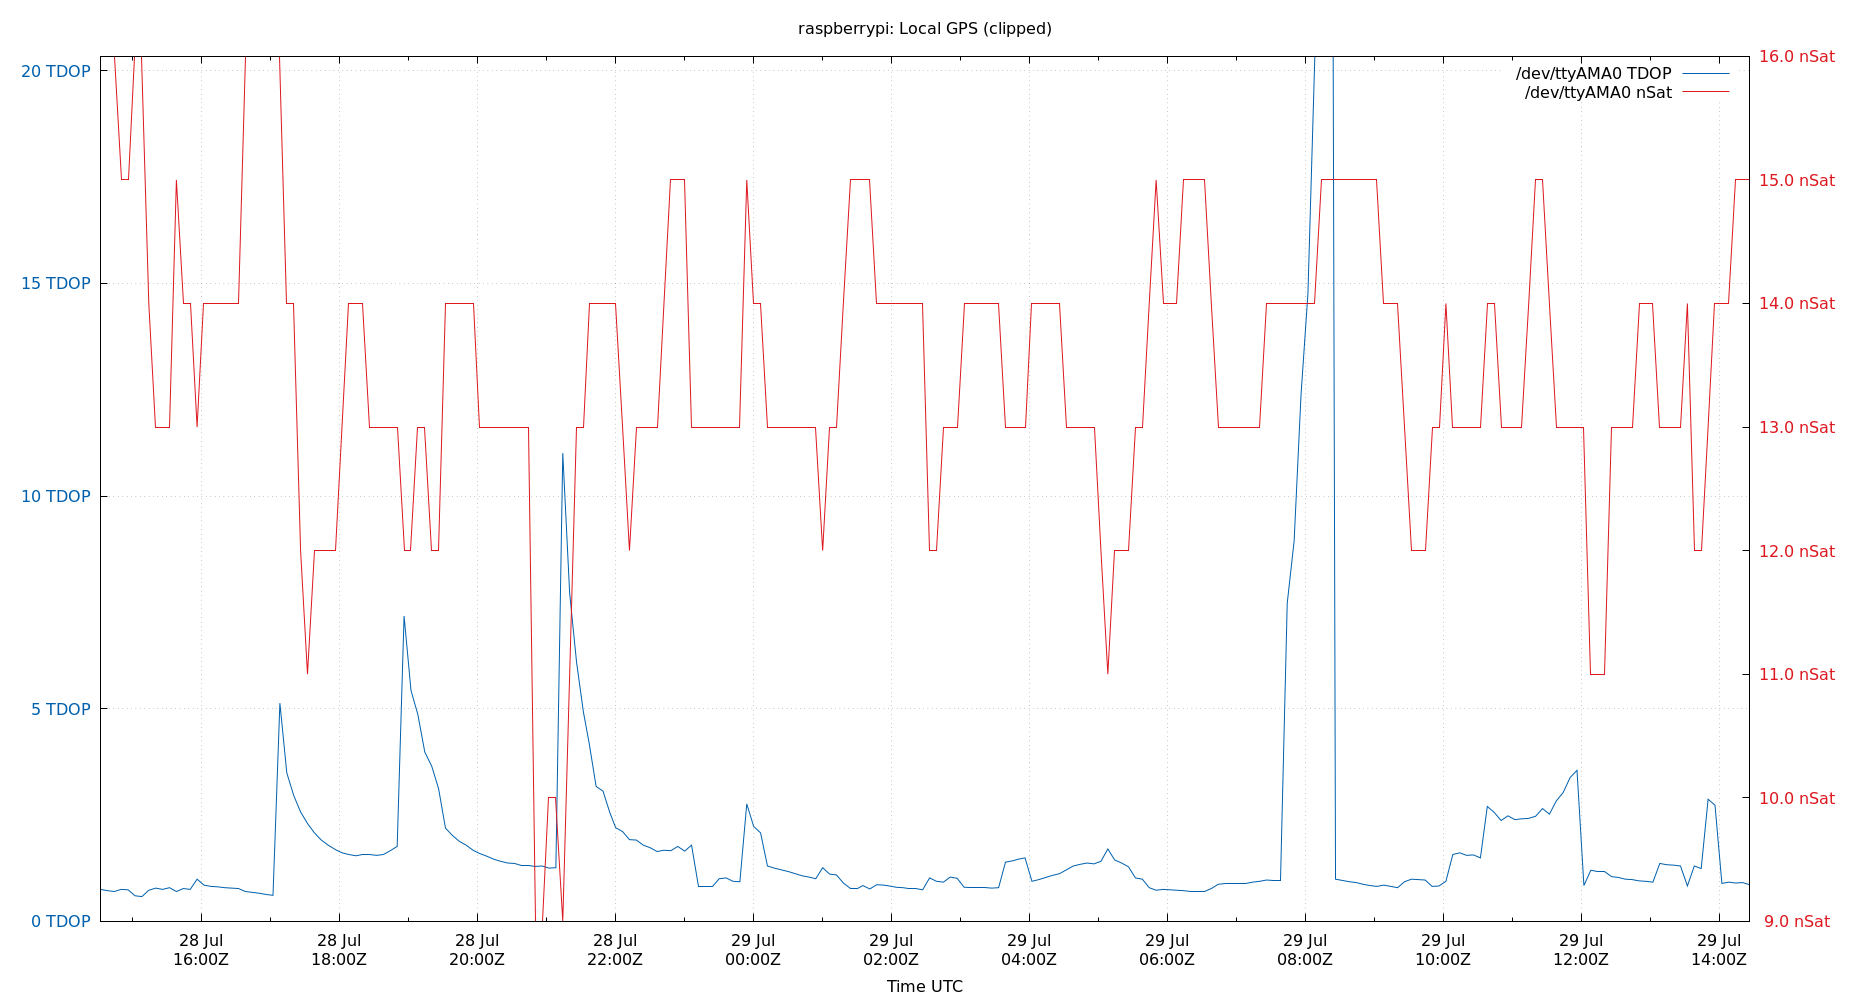 raspberrypi: Local GPS (clipped)
20 TDOP
15 TDOP
10 TDOP
5 TDOP
0 TDOP
/dev/ttyAMA0 TDOP
/dev/ttyAMA0 nSat
16.0 nSat
15.0 nSat
14.0 nSat
13.0 nSat
12.0 nSat
11.0 nSat
10.0 nSat
9.0 nSat
28 Jul 28 Jul 28 Jul 28 Jul 29 Jul 29 Jul 29 Jul 29 Jul 29 Jul 29 Jul 29 Jul 29 Jul
16:00Z 18:00Z 20:00Z 22:00Z 00:00Z 02:00Z 04:00Z 06:00Z 08:00Z 10:00Z 12:00Z 14:00Z
Time UTC